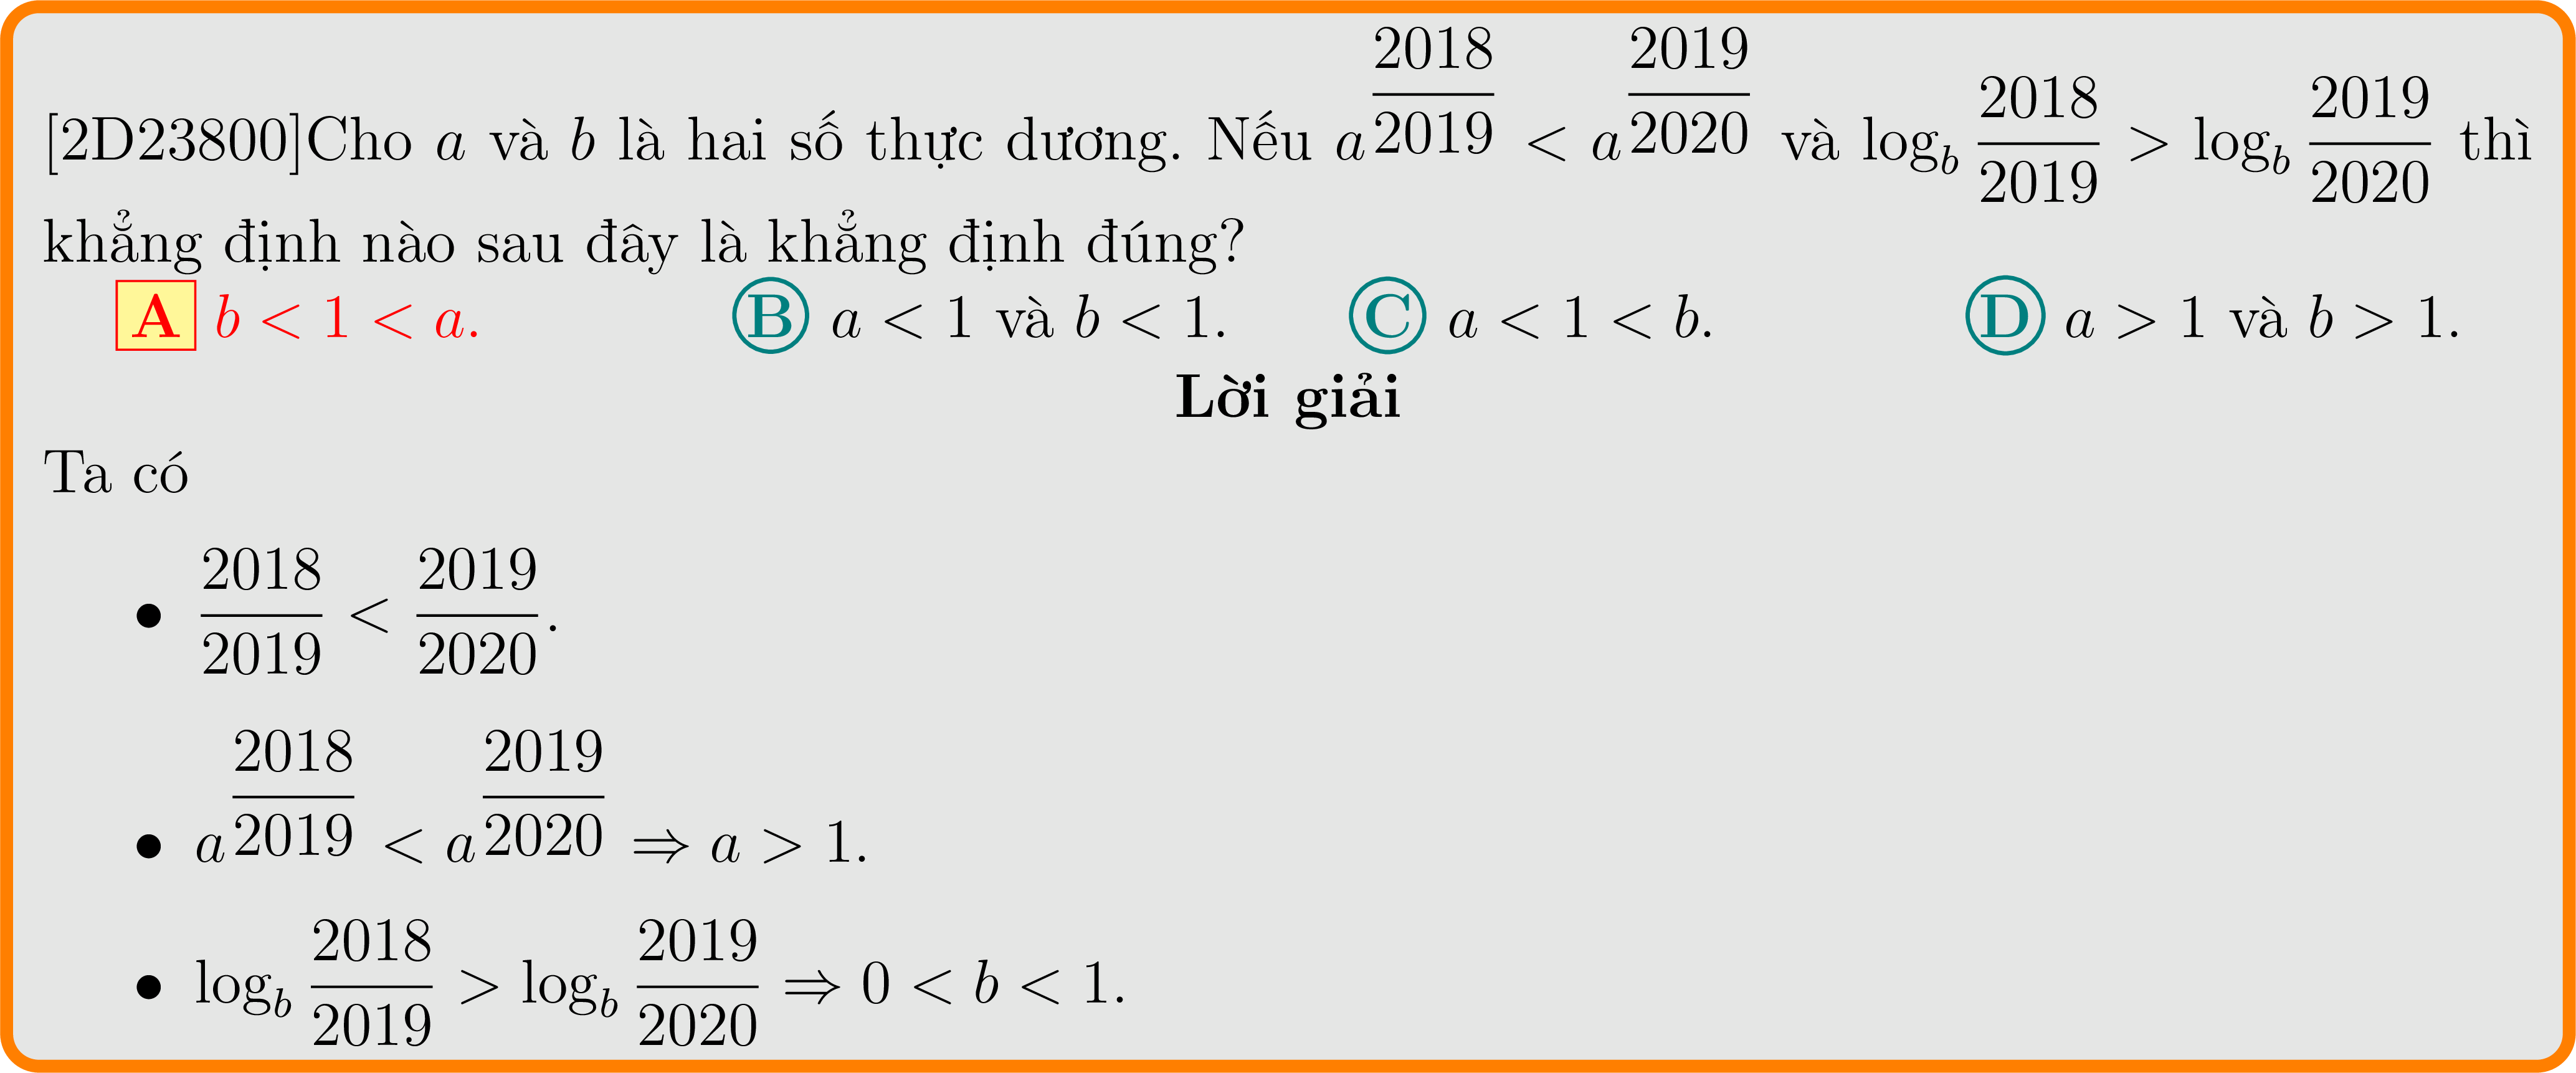 [2D23800]Cho a và b là hai số thực dương. Nếu a^{\frac{2018}{2019}} < a^{\frac{2019}{2020}} và \log_b \frac{2018}{2019} > \log_b \frac{2019}{2020} thì
khẳng định nào sau đây là khẳng định đúng?
A b < 1 < a. B a < 1 và b < 1. C a < 1 < b. D a > 1 và b > 1.
Lời giải
Ta có
• \frac{2018}{2019} < \frac{2019}{2020}.
• a^{\frac{2018}{2019}} < a^{\frac{2019}{2020}} ⇒ a > 1.
• \log_b \frac{2018}{2019} > \log_b \frac{2019}{2020} ⇒ 0 < b < 1.